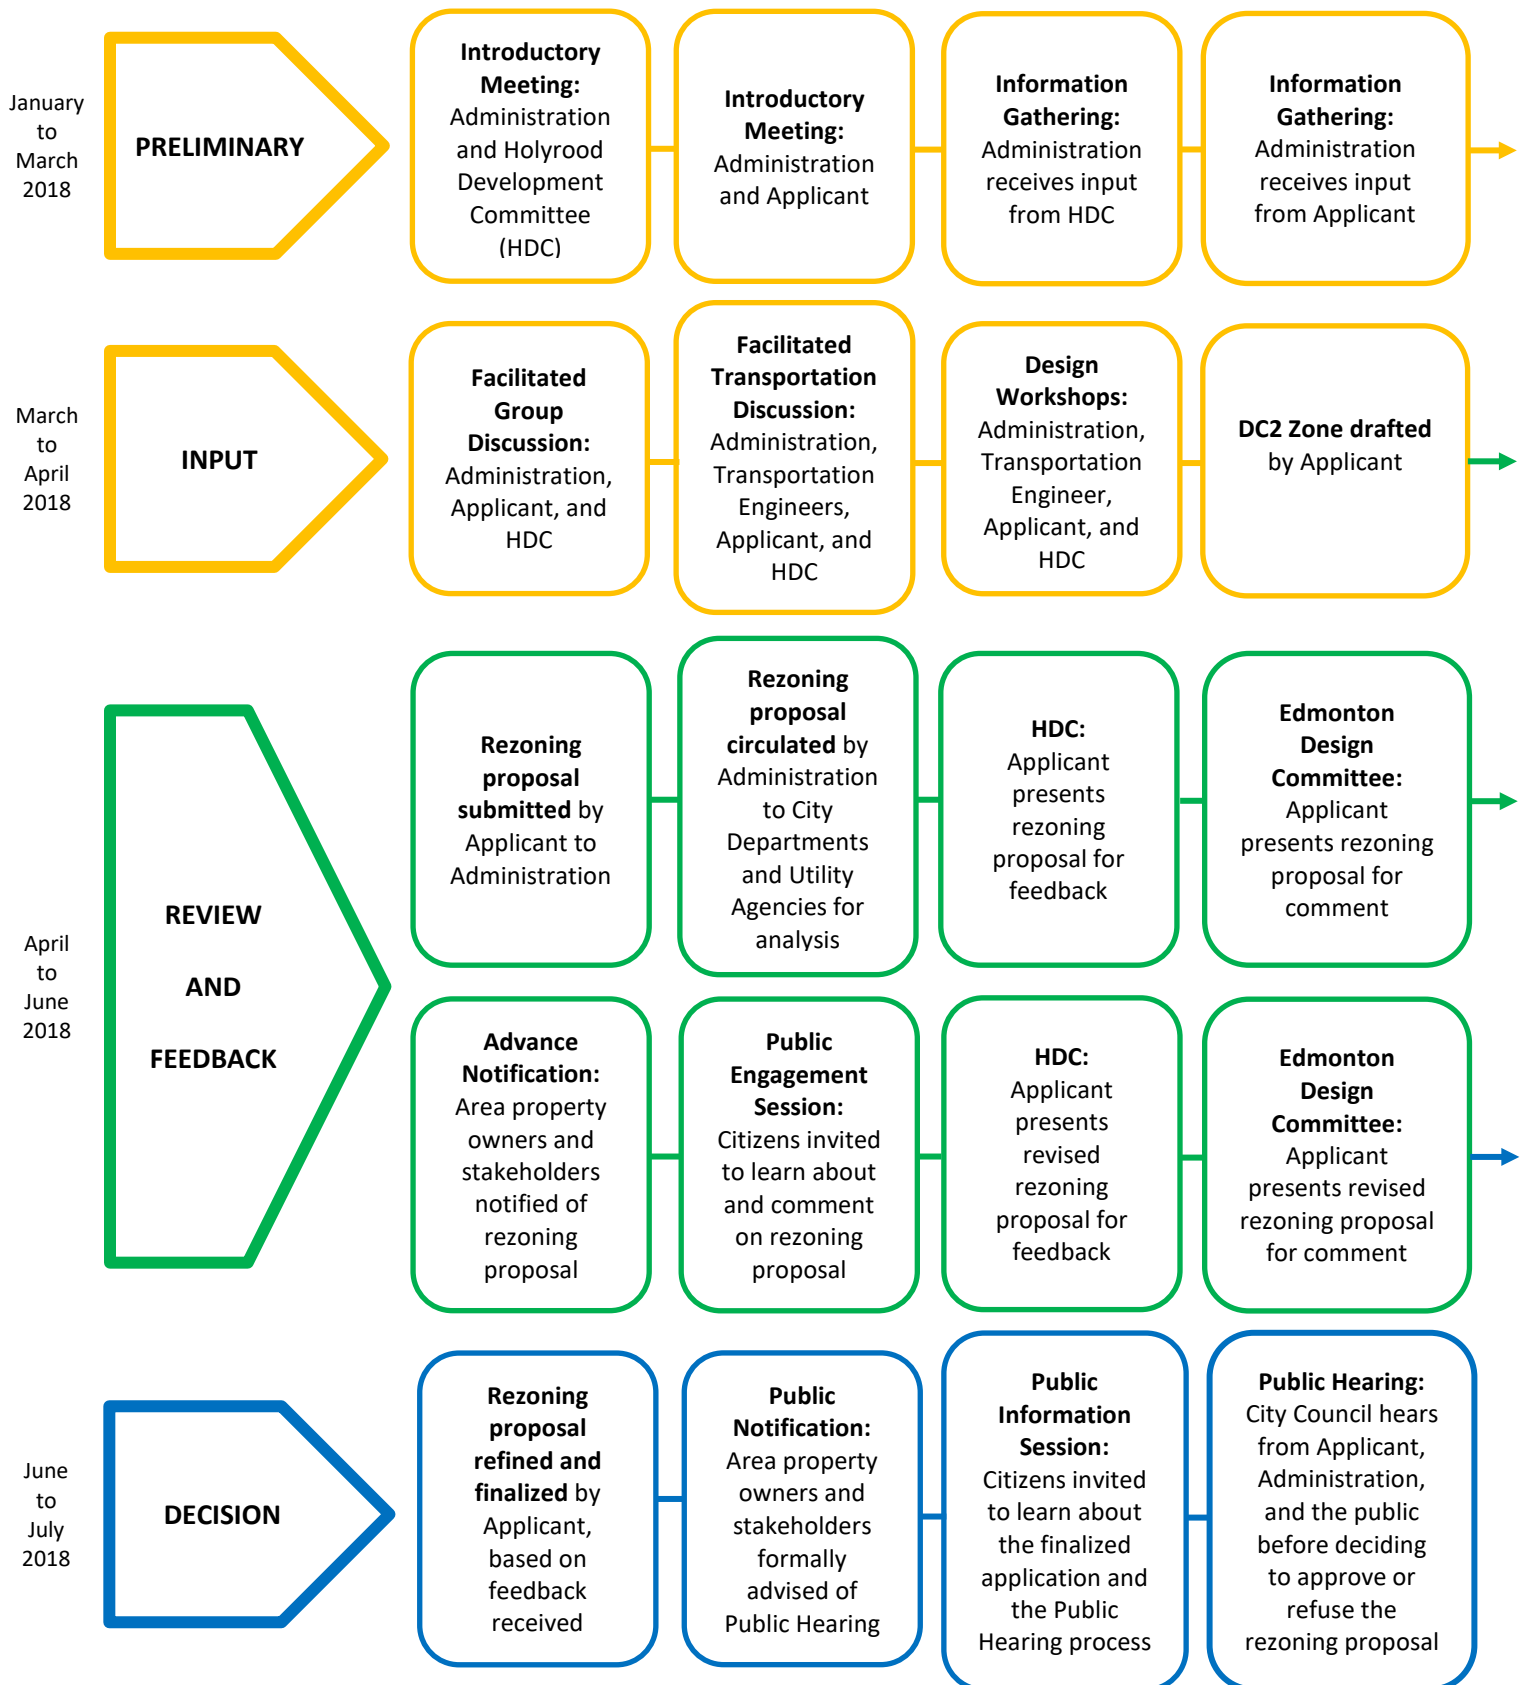 January
to
March
2018
PRELIMINARY
Introductory
Meeting:
Administration
and Holyrood
Development
Committee
(HDC)
Introductory
Meeting:
Administration
and Applicant
Information
Gathering:
Administration
receives input
from HDC
Information
Gathering:
Administration
receives input
from Applicant
March
to
April
2018
INPUT
Facilitated
Group
Discussion:
Administration,
Applicant, and
HDC
Facilitated
Transportation
Discussion:
Administration,
Transportation
Engineers,
Applicant, and
HDC
Design
Workshops:
Administration,
Transportation
Engineer,
Applicant, and
HDC
DC2 Zone drafted
by Applicant
April
to
June
2018
REVIEW
AND
FEEDBACK
Rezoning
proposal
submitted by
Applicant to
Administration
Rezoning
proposal
circulated by
Administration
to City
Departments
and Utility
Agencies for
analysis
HDC:
Applicant
presents
rezoning
proposal for
feedback
Edmonton
Design
Committee:
Applicant
presents rezoning
proposal for
comment
Advance
Notification:
Area property
owners and
stakeholders
notified of
rezoning
proposal
Public
Engagement
Session:
Citizens invited
to learn about
and comment
on rezoning
proposal
HDC:
Applicant
presents
revised
rezoning
proposal for
feedback
Edmonton
Design
Committee:
Applicant
presents revised
rezoning proposal
for comment
June
to
July
2018
DECISION
Rezoning
proposal
refined and
finalized by
Applicant,
based on
feedback
received
Public
Notification:
Area property
owners and
stakeholders
formally
advised of
Public Hearing
Public
Information
Session:
Citizens invited
to learn about
the finalized
application and
the Public
Hearing process
Public Hearing:
City Council hears
from Applicant,
Administration,
and the public
before deciding
to approve or
refuse the
rezoning proposal